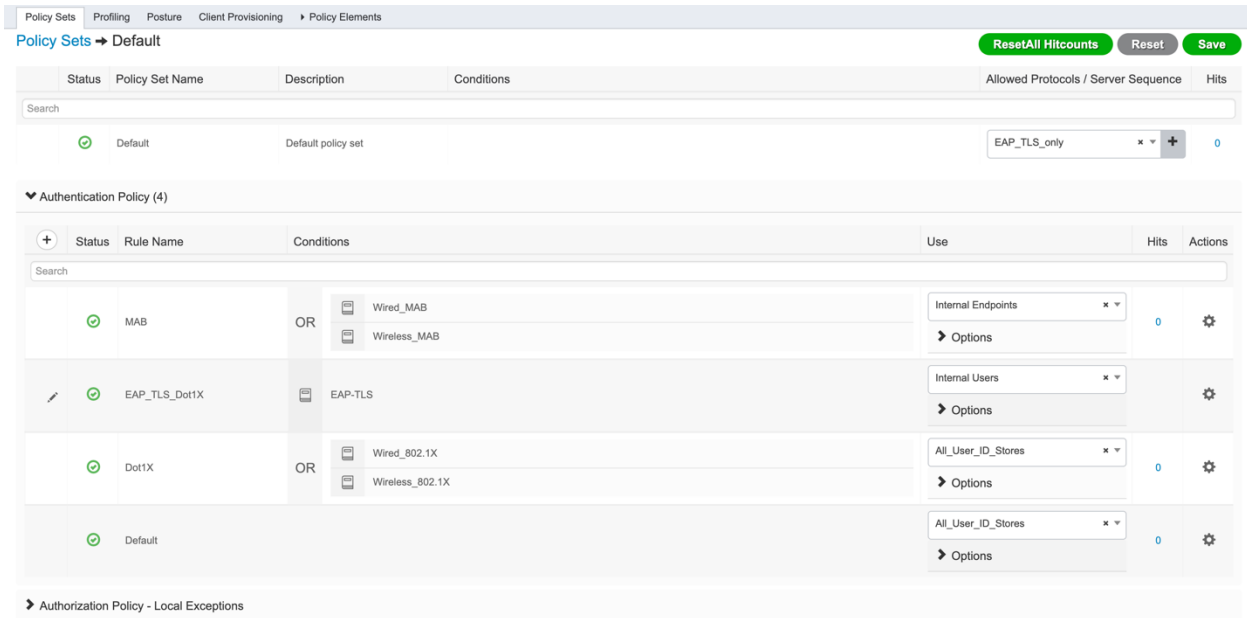 Policy Sets Profiling Posture Client Provisioning Policy Elements
Policy Sets → Default ResetAll Hitcounts Reset Save
Status Policy Set Name Description Conditions Allowed Protocols / Server Sequence Hits
Search
Default Default policy set EAP_TLS_only 0
Authentication Policy (4)
Status Rule Name Conditions Use Hits Actions
Search
MAB OR Wired_MAB Internal Endpoints 0
Wireless_MAB Options
EAP_TLS_Dot1X EAP-TLS Internal Users
Options
Dot1X OR Wired_802.1X All_User_ID_Stores 0
Wireless_802.1X Options
Default All_User_ID_Stores 0
Options
Authorization Policy - Local Exceptions